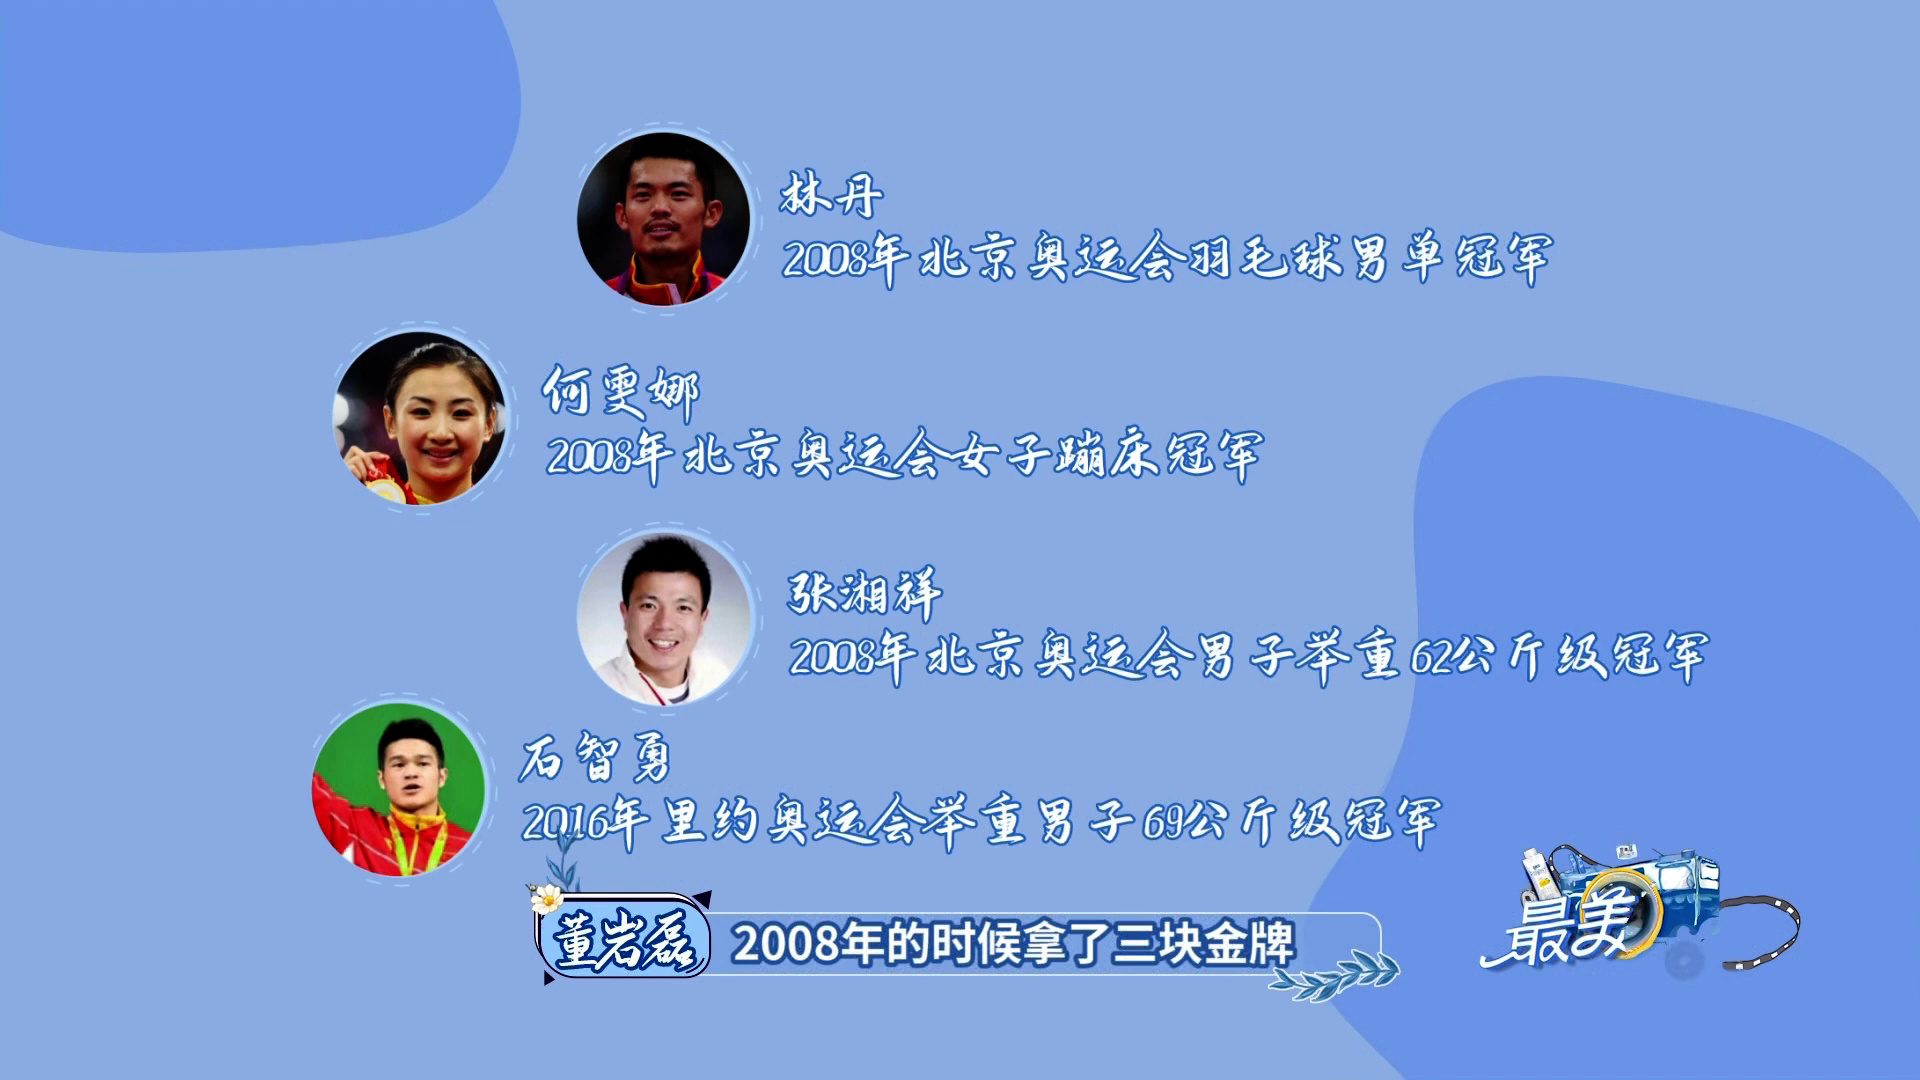 林丹
2008年北京奥运会羽毛球男单冠军
何雯娜
2008年北京奥运会女子蹦床冠军
张湘祥
2008年北京奥运会男子举重62公斤级冠军
石智勇
2016年里约奥运会举重男子69公斤级冠军
董岩磊
2008年的时候拿了三块金牌
最美